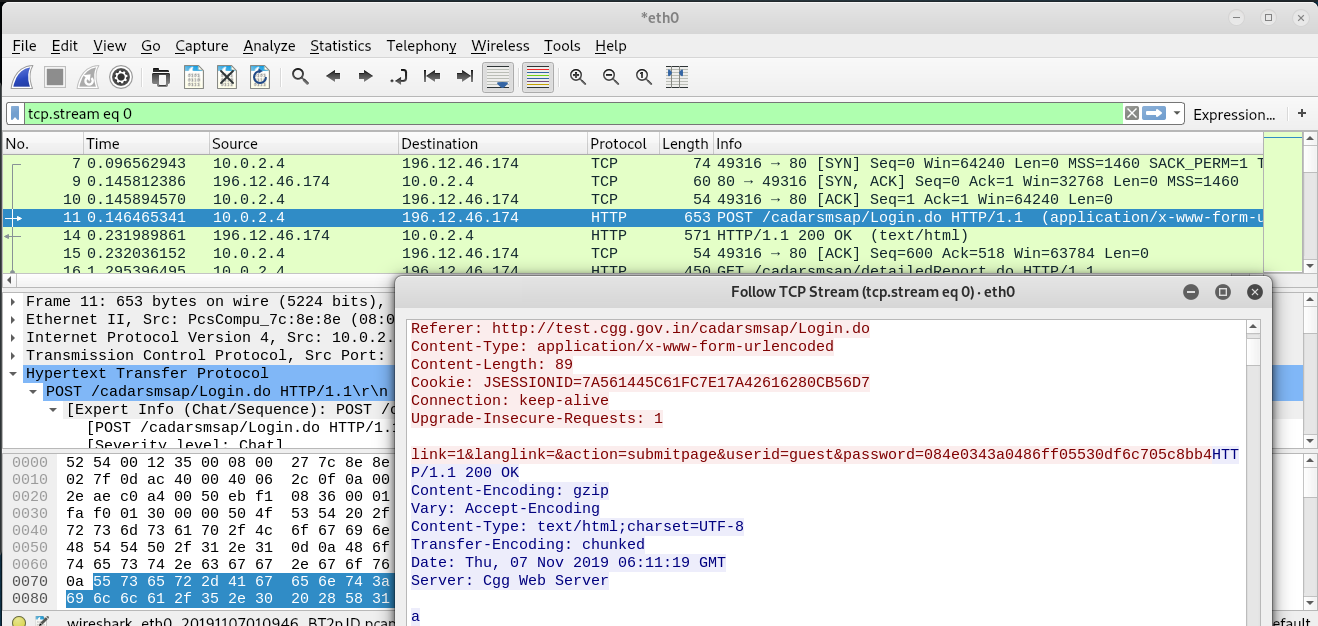 *eth0
File Edit View Go Capture Analyze Statistics Telephony Wireless Tools Help
tcp.stream eq 0 Expression... +
No. Time Source Destination Protocol Length Info
7 0.096562943 10.0.2.4 196.12.46.174 TCP 74 49316 → 80 [SYN] Seq=0 Win=64240 Len=0 MSS=1460 SACK_PERM=1 T
9 0.145812386 196.12.46.174 10.0.2.4 TCP 60 80 → 49316 [SYN, ACK] Seq=0 Ack=1 Win=32768 Len=0 MSS=1460
10 0.145894570 10.0.2.4 196.12.46.174 TCP 54 49316 → 80 [ACK] Seq=1 Ack=1 Win=64240 Len=0
11 0.146465341 10.0.2.4 196.12.46.174 HTTP 653 POST /cadarsmsap/Login.do HTTP/1.1 (application/x-www-form-u
14 0.231989861 196.12.46.174 10.0.2.4 HTTP 571 HTTP/1.1 200 OK (text/html)
15 0.232036152 10.0.2.4 196.12.46.174 TCP 54 49316 → 80 [ACK] Seq=600 Ack=518 Win=63784 Len=0
16 1.295396495 10.0.2.4 196.12.46.174 HTTP 450 GET /cadarsmsap/detailedReport.do HTTP/1.1
Frame 11: 653 bytes on wire (5224 bits),
Ethernet II, Src: PcsCompu_7c:8e:8e (08:0
Internet Protocol Version 4, Src: 10.0.2.
Transmission Control Protocol, Src Port:
Hypertext Transfer Protocol
POST /cadarsmsap/Login.do HTTP/1.1\r\n
[Expert Info (Chat/Sequence): POST /c
[POST /cadarsmsap/Login.do HTTP/1.1
[Severity level: Chat]
0000 52 54 00 12 35 00 08 00 27 7c 8e 8e
0010 02 7f 0d ac 40 00 40 06 2c 0f 0a 00
0020 2e ae c0 a4 00 50 eb f1 08 36 00 01
0030 fa f0 01 30 00 00 50 4f 53 54 20 2f
0040 72 73 6d 73 61 70 2f 4c 6f 67 69 6e
0050 48 54 54 50 2f 31 2e 31 0d 0a 48 6f
0060 74 65 73 74 2e 63 67 67 2e 67 6f 76
0070 0a 55 73 65 72 2d 41 67 65 6e 74 3a
0080 69 6c 6c 61 2f 35 2e 30 20 28 58 31
wireshark_eth0_20191107010946_BT2pJD.pcap
Follow TCP Stream (tcp.stream eq 0) · eth0
Referer: http://test.cgg.gov.in/cadarsmsap/Login.do
Content-Type: application/x-www-form-urlencoded
Content-Length: 89
Cookie: JSESSIONID=7A561445C61FC7E17A42616280CB56D7
Connection: keep-alive
Upgrade-Insecure-Requests: 1
link=1&langlink=&action=submitpage&userid=guest&password=084e0343a0486ff05530df6c705c8bb4HTT
P/1.1 200 OK
Content-Encoding: gzip
Vary: Accept-Encoding
Content-Type: text/html;charset=UTF-8
Transfer-Encoding: chunked
Date: Thu, 07 Nov 2019 06:11:19 GMT
Server: Cgg Web Server
a
efault